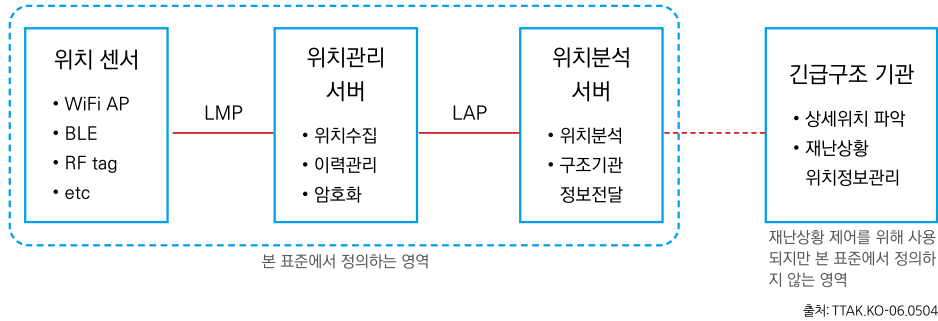 위치 센서
• WiFi AP
• BLE
• RF tag
• etc
LMP
위치관리
서버
• 위치수집
• 이력관리
• 암호화
LAP
위치분석
서버
• 위치분석
• 구조기관
정보전달
긴급구조 기관
• 상세위치 파악
• 재난상황
위치정보관리
본 표준에서 정의하는 영역
재난상황 제어를 위해 사용
되지만 본 표준에서 정의하
지 않는 영역
출처: TTAK.KO-06.0504